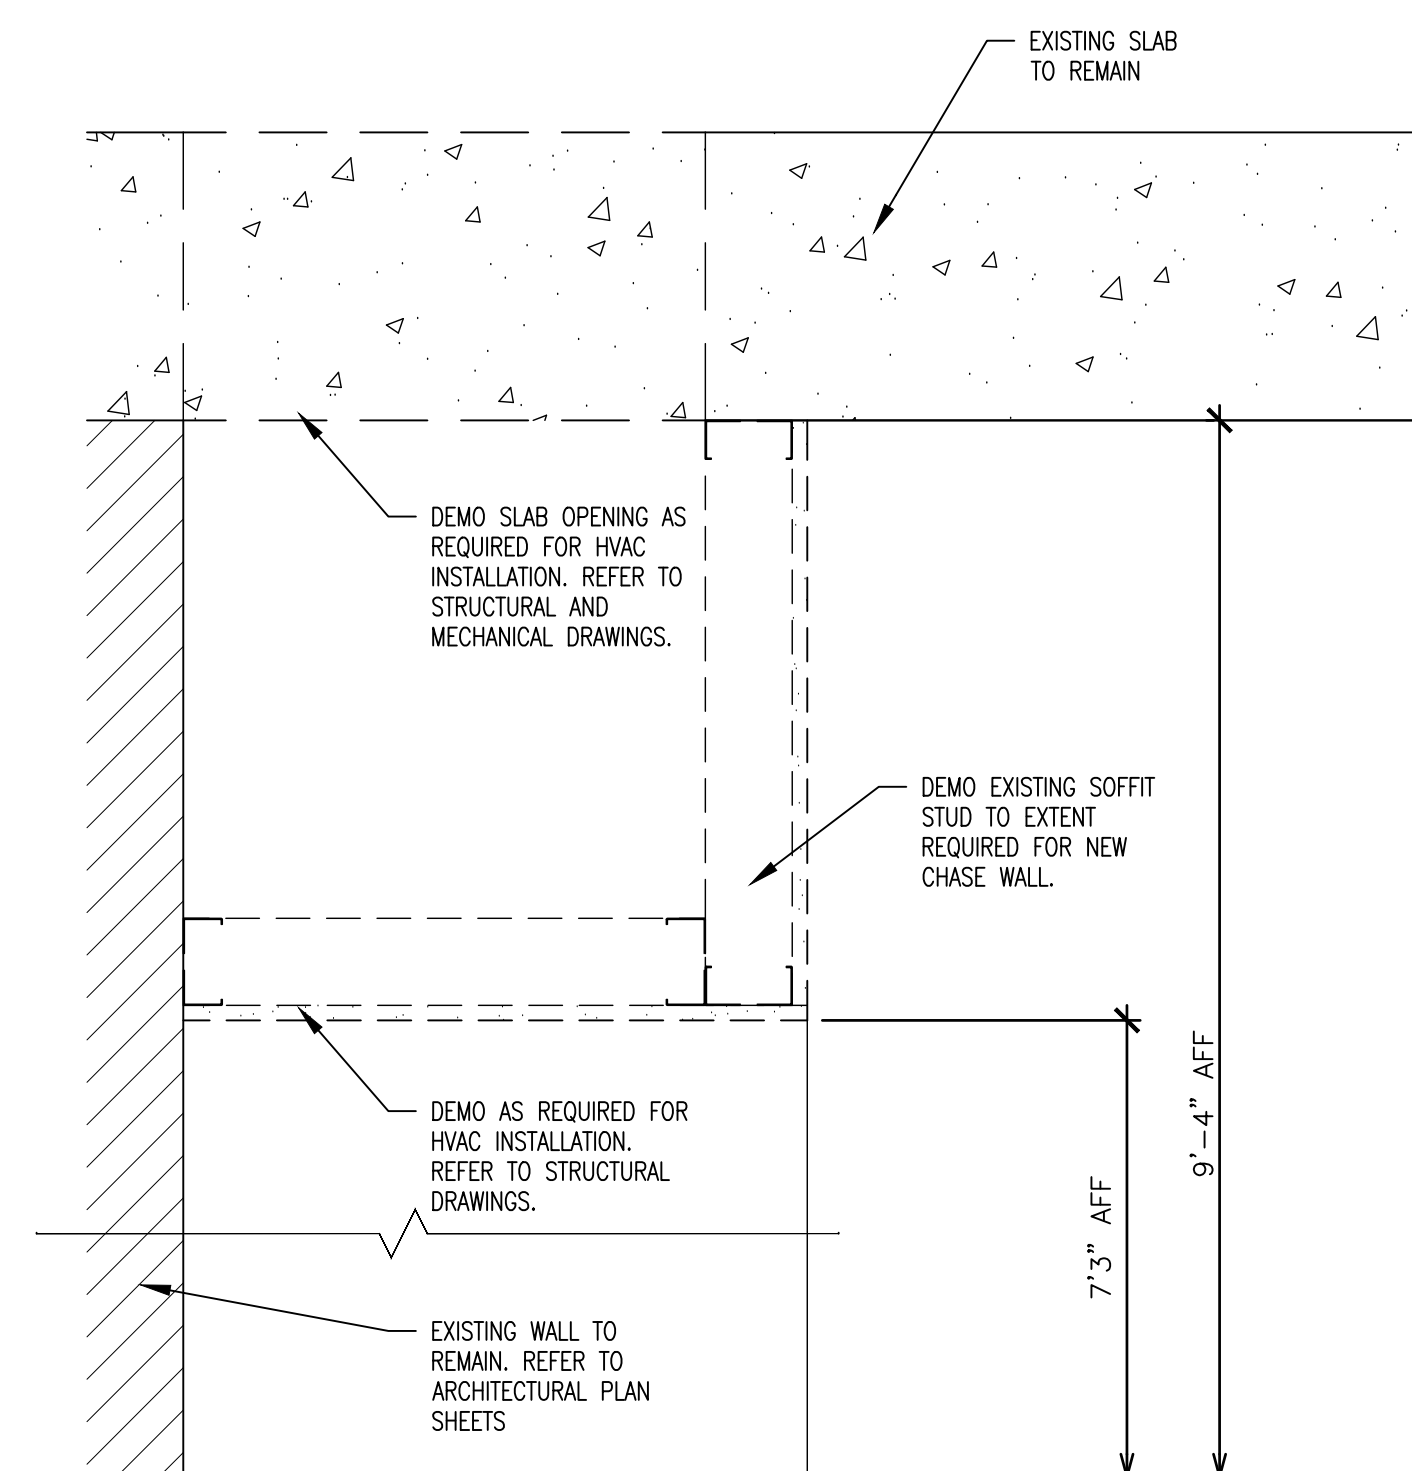 EXISTING SLAB
TO REMAIN
DEMO SLAB OPENING AS
REQUIRED FOR HVAC
INSTALLATION. REFER TO
STRUCTURAL AND
MECHANICAL DRAWINGS.
DEMO EXISTING SOFFIT
STUD TO EXTENT
REQUIRED FOR NEW
CHASE WALL.
DEMO AS REQUIRED FOR
HVAC INSTALLATION.
REFER TO STRUCTURAL
DRAWINGS.
7'3" AFF
9'-4" AFF
EXISTING WALL TO
REMAIN. REFER TO
ARCHITECTURAL PLAN
SHEETS